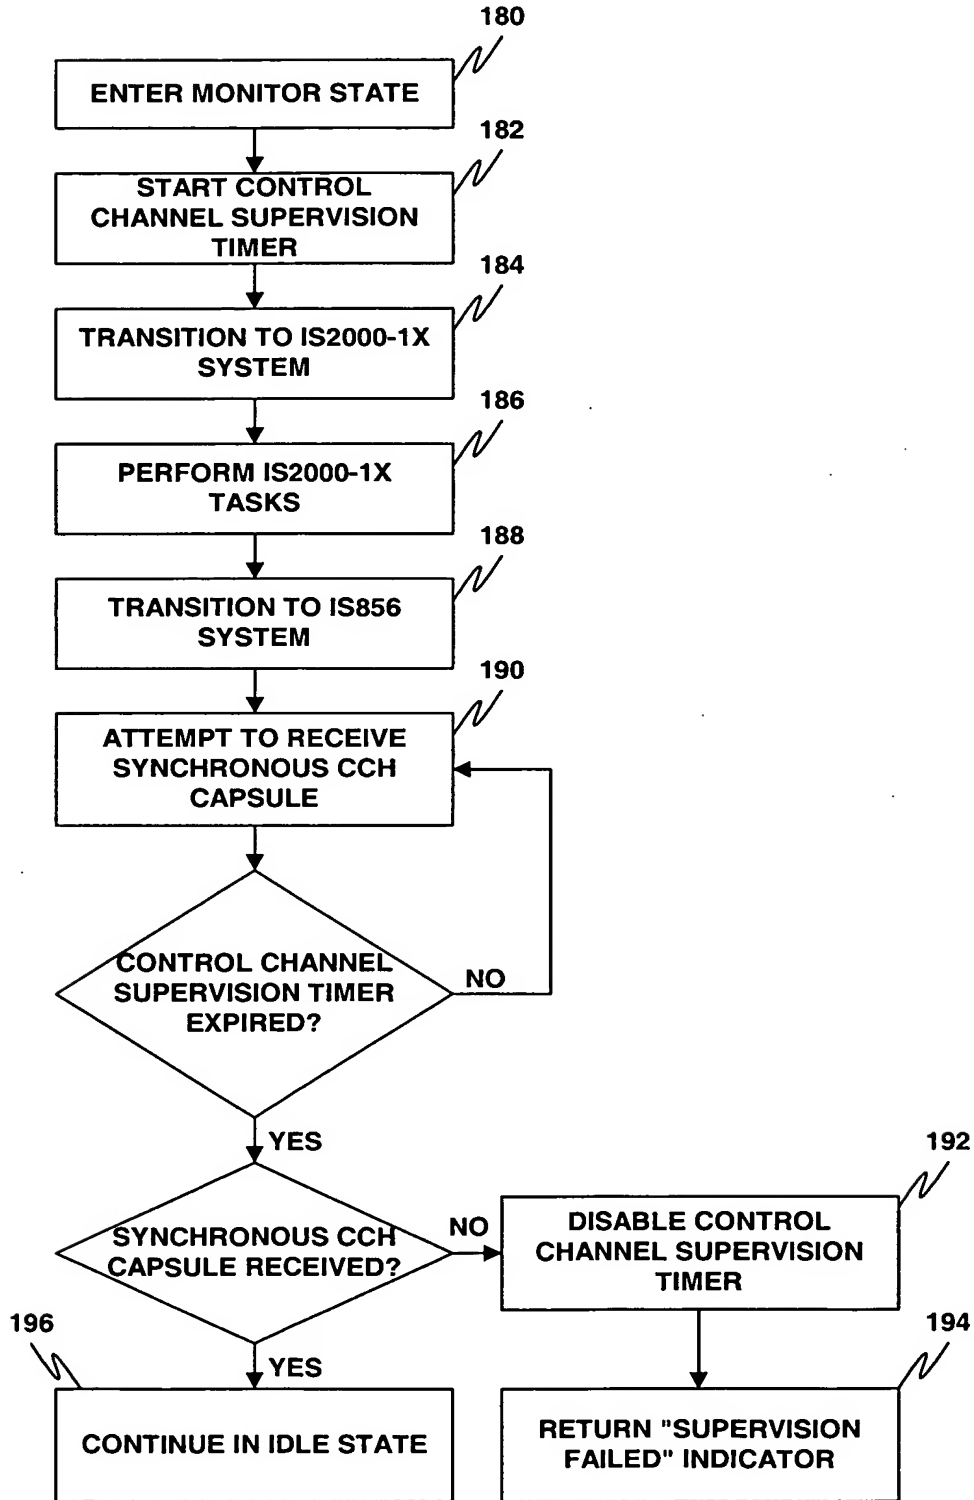 180
ENTER MONITOR STATE
182
START CONTROL
CHANNEL SUPERVISION
TIMER
184
TRANSITION TO IS2000-1X
SYSTEM
186
PERFORM IS2000-1X
TASKS
188
TRANSITION TO IS856
SYSTEM
190
ATTEMPT TO RECEIVE
SYNCHRONOUS CCH
CAPSULE
CONTROL CHANNEL
SUPERVISION TIMER
EXPIRED?
NO
YES
SYNCHRONOUS CCH
CAPSULE RECEIVED?
NO
192
DISABLE CONTROL
CHANNEL SUPERVISION
TIMER
196
YES
194
CONTINUE IN IDLE STATE
RETURN "SUPERVISION
FAILED" INDICATOR